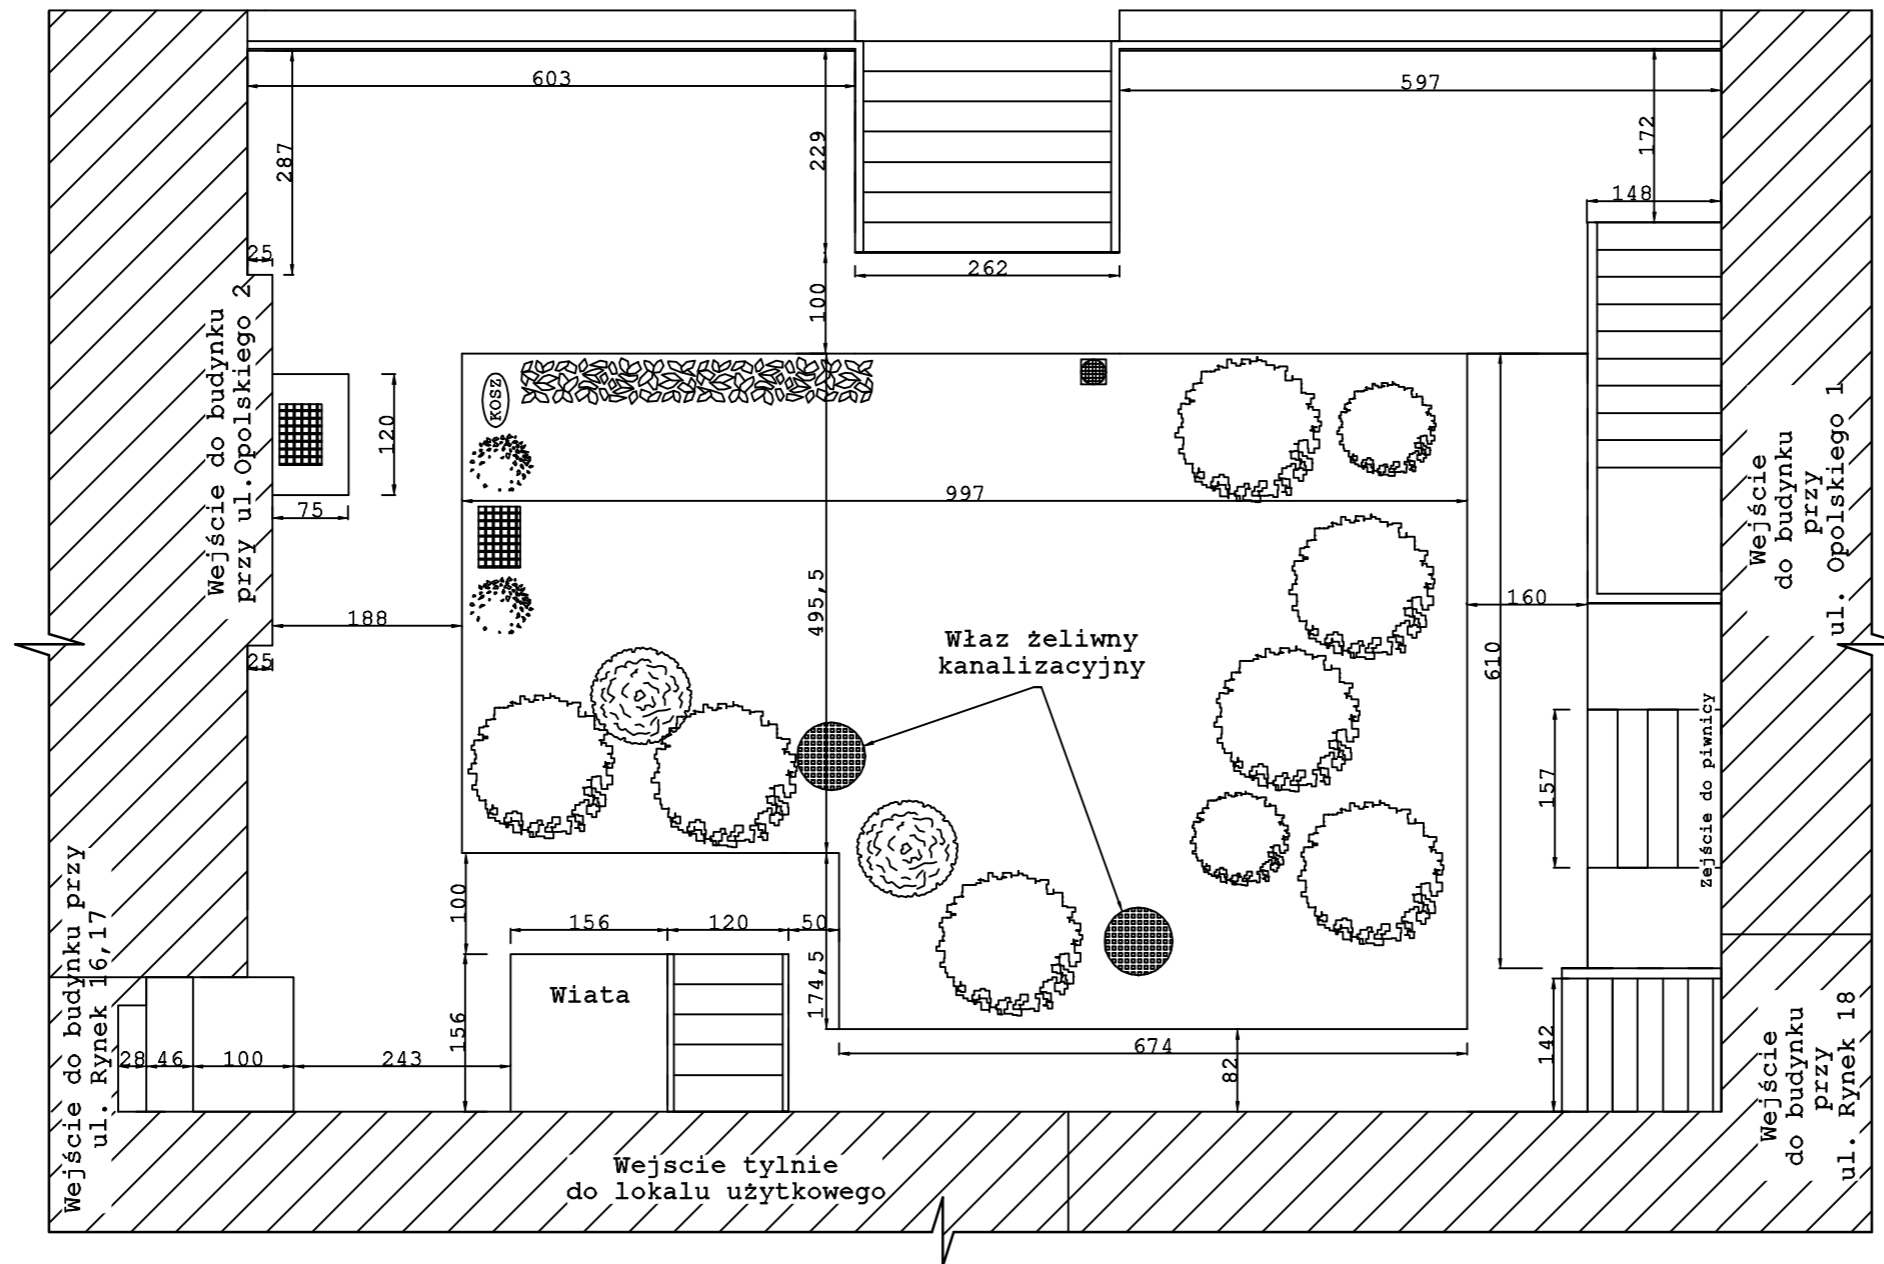 603
597
287
229
172
148
25
262
100
Wejście do budynku
przy ul.Opolskiego 2
KOSZ
120
75
997
Wejście
do budynku
przy
ul. Opolskiego 1
188
495,5
160
Właz żeliwny
kanalizacyjny
610
25
157
Zejście do piwnicy
100
156
120
50
Wiata
174,5
156
Wejście do budynku przy
ul. Rynek 16,17
28
46
100
243
674
82
142
Wejście
do budynku
przy
ul. Rynek 18
Wejscie tylnie
do lokalu użytkowego